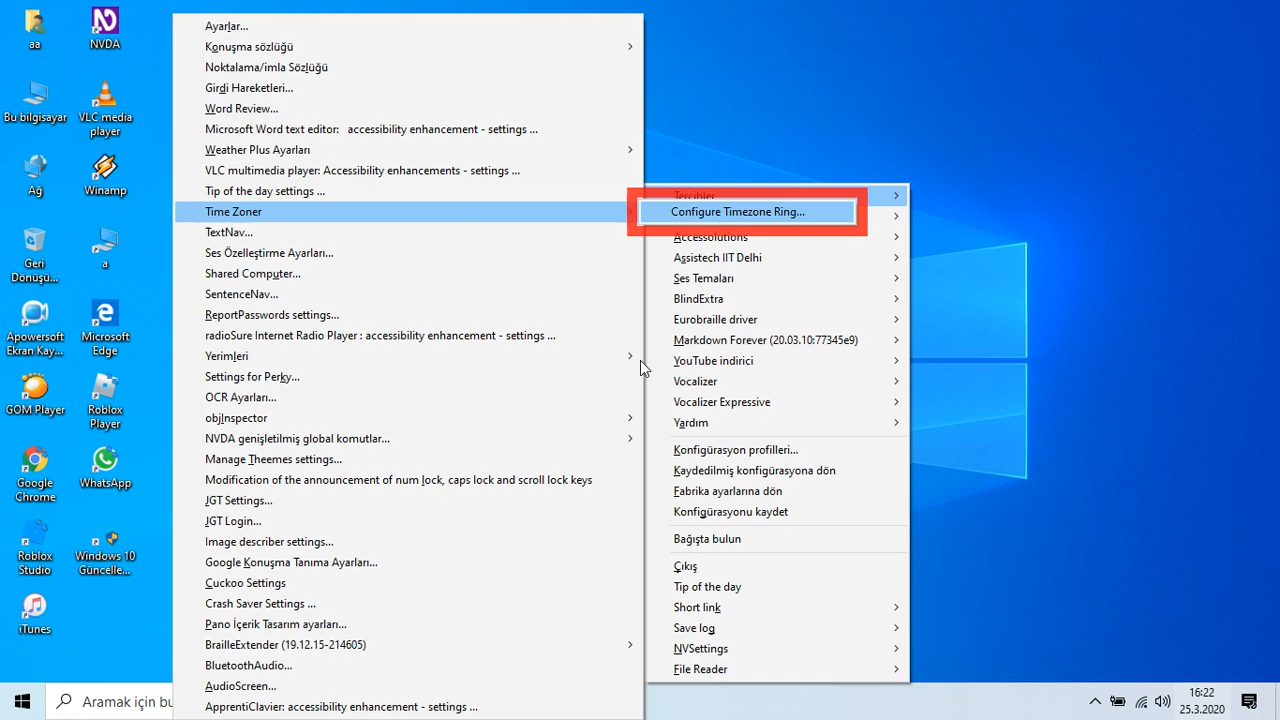 aa
NVDA
Bu bilgisayar
VLC media
player
Ağ
Winamp
Geri
Dönüşü...
a
Apowersoft
Ekran Kay...
Microsoft
Edge
GOM Player
Roblox
Player
Google
Chrome
WhatsApp
Roblox
Studio
Windows 10
Güncelle...
iTunes
Ayarlar...
Konuşma sözlüğü
Noktalama/imla Sözlüğü
Girdi Hareketleri...
Word Review...
Microsoft Word text editor: accessibility enhancement - settings ...
Weather Plus Ayarları
VLC multimedia player: Accessibility enhancements - settings ...
Tip of the day settings ...
Time Zoner
TextNav...
Ses Özelleştirme Ayarları...
Shared Computer...
SentenceNav...
ReportPasswords settings...
radioSure Internet Radio Player : accessibility enhancement - settings ...
Yerimleri
Settings for Perky...
OCR Ayarları...
objInspector
NVDA genişletilmiş global komutlar...
Manage Theemes settings...
Modification of the announcement of num lock, caps lock and scroll lock keys
JGT Settings...
JGT Login...
Image describer settings...
Google Konuşma Tanıma Ayarları...
Cuckoo Settings
Crash Saver Settings ...
Pano İçerik Tasarım ayarları...
BrailleExtender (19.12.15-214605)
BluetoothAudio...
AudioScreen...
ApprentiClavier: accessibility enhancement - settings ...
Tercihler
Configure Timezone Ring...
Accessolutions
Assistech IIT Delhi
Ses Temaları
BlindExtra
Eurobraille driver
Markdown Forever (20.03.10:77345e9)
YouTube indirici
Vocalizer
Vocalizer Expressive
Yardım
Konfigürasyon profilleri...
Kaydedilmiş konfigürasyona dön
Fabrika ayarlarına dön
Konfigürasyonu kaydet
Bağışta bulun
Çıkış
Tip of the day
Short link
Save log
NVSettings
File Reader
Aramak için bu
16:22
25.3.2020